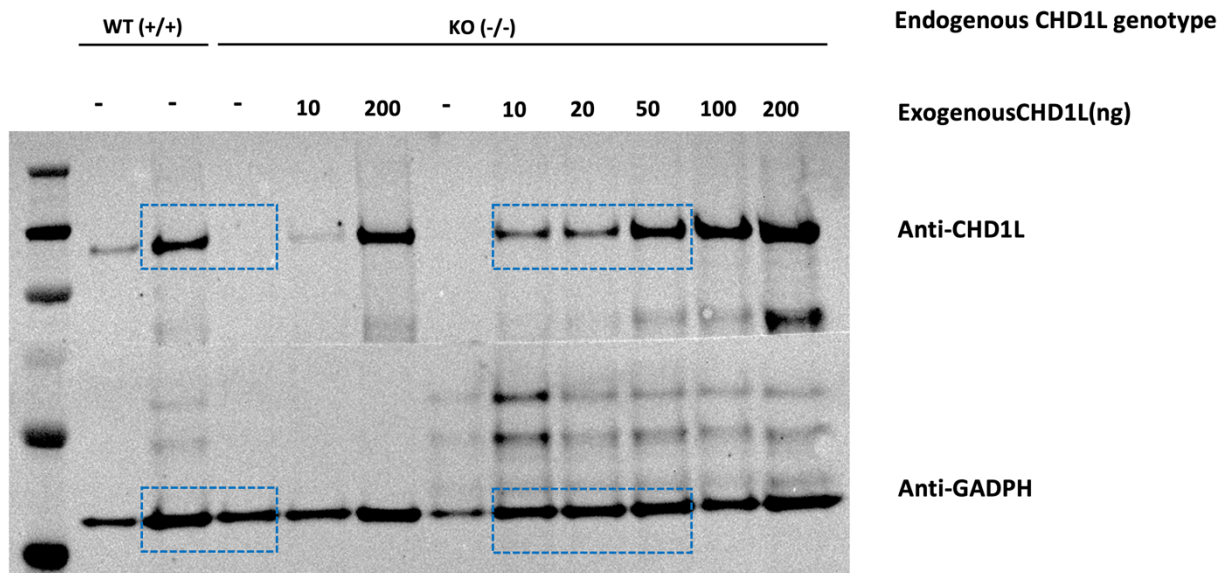 WT (+/+) KO (-/-) Endogenous CHD1L genotype
- - - 10 200 - 10 20 50 100 200 ExogenousCHD1L(ng)
Anti-CHD1L
Anti-GADPH